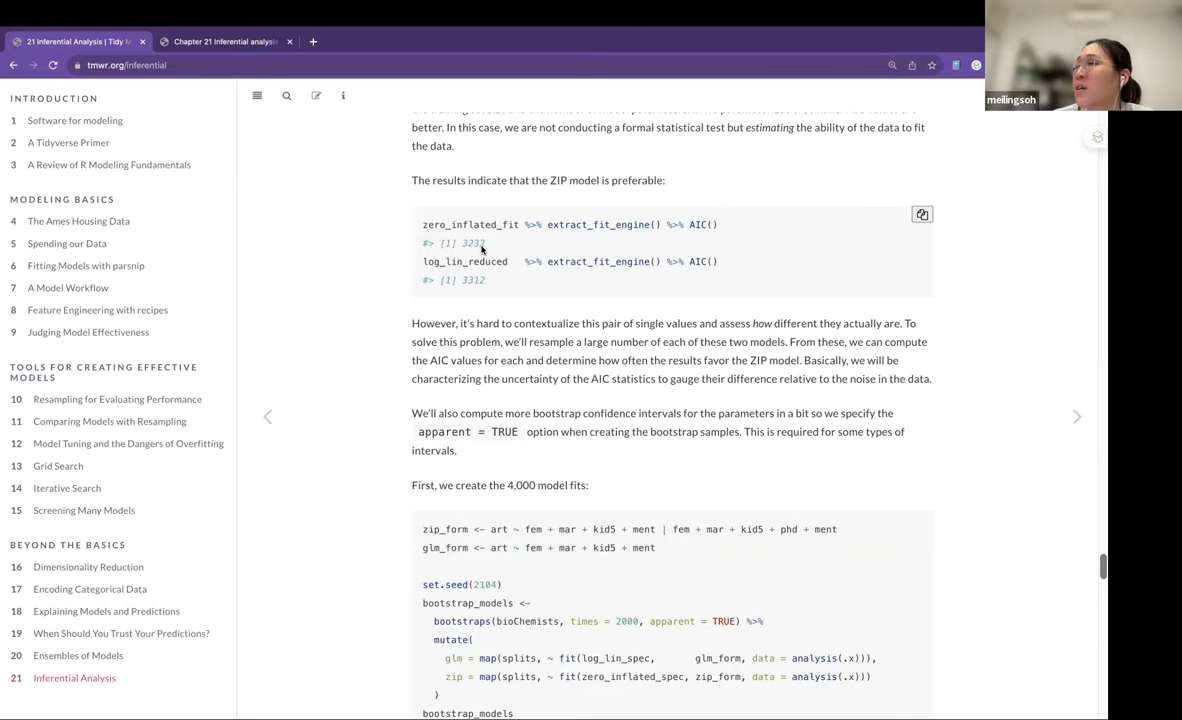 21 Inferential Analysis | Tidy M
Chapter 21 Inferential analysis
tmwr.org/inferential
meilingsoh
INTRODUCTION
1 Software for modeling
2 A Tidyverse Primer
3 A Review of R Modeling Fundamentals
MODELING BASICS
4 The Ames Housing Data
5 Spending our Data
6 Fitting Models with parsnip
7 A Model Workflow
8 Feature Engineering with recipes
9 Judging Model Effectiveness
TOOLS FOR CREATING EFFECTIVE
MODELS
10 Resampling for Evaluating Performance
11 Comparing Models with Resampling
12 Model Tuning and the Dangers of Overfitting
13 Grid Search
14 Iterative Search
15 Screening Many Models
BEYOND THE BASICS
16 Dimensionality Reduction
17 Encoding Categorical Data
18 Explaining Models and Predictions
19 When Should You Trust Your Predictions?
20 Ensembles of Models
21 Inferential Analysis
better. In this case, we are not conducting a formal statistical test but estimating the ability of the data to fit
the data.
The results indicate that the ZIP model is preferable:
zero_inflated_fit %>% extract_fit_engine() %>% AIC()
#> [1] 3232
log_lin_reduced   %>% extract_fit_engine() %>% AIC()
#> [1] 3312
However, it's hard to contextualize this pair of single values and assess how different they actually are. To
solve this problem, we'll resample a large number of each of these two models. From these, we can compute
the AIC values for each and determine how often the results favor the ZIP model. Basically, we will be
characterizing the uncertainty of the AIC statistics to gauge their difference relative to the noise in the data.
We'll also compute more bootstrap confidence intervals for the parameters in a bit so we specify the
apparent = TRUE option when creating the bootstrap samples. This is required for some types of
intervals.
First, we create the 4,000 model fits:
zip_form <- art ~ fem + mar + kid5 + ment | fem + mar + kid5 + phd + ment
glm_form <- art ~ fem + mar + kid5 + ment
set.seed(2104)
bootstrap_models <-
bootstraps(bioChemists, times = 2000, apparent = TRUE) %>%
mutate(
glm = map(splits, ~ fit(log_lin_spec,       glm_form, data = analysis(.x))),
zip = map(splits, ~ fit(zero_inflated_spec, zip_form, data = analysis(.x)))
)
bootstrap_models